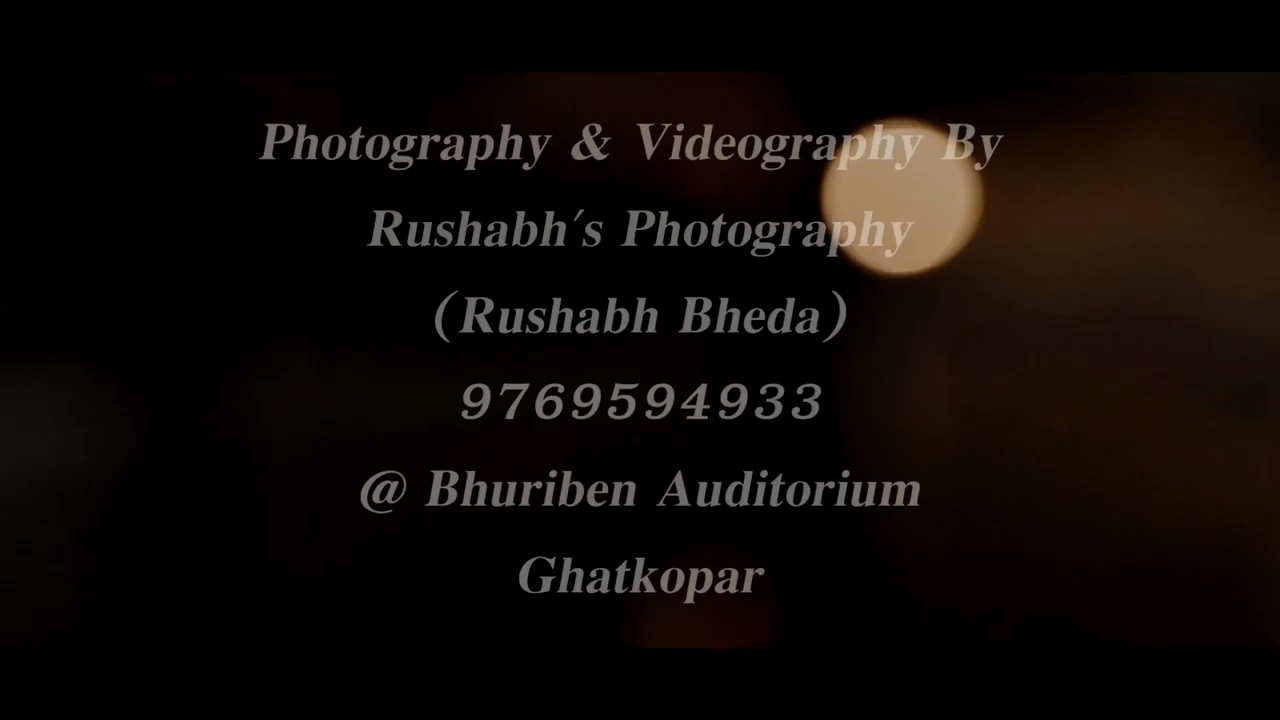 Photography & Videography By
Rushabh's Photography
(Rushabh Bheda)
9769594933
@ Bhuriben Auditorium
Ghatkopar